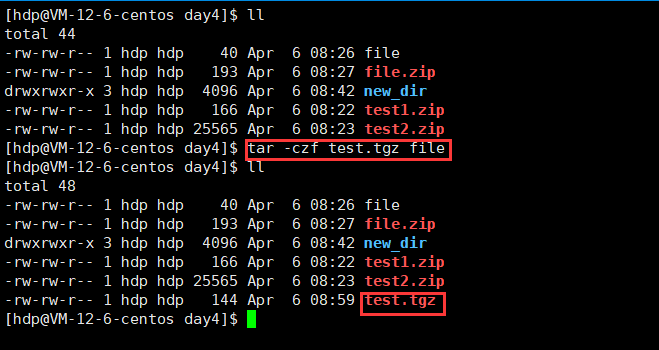 [hdp@VM-12-6-centos day4]$ ll
total 44
-rw-rw-r-- 1 hdp hdp    40 Apr  6 08:26 file
-rw-rw-r-- 1 hdp hdp   193 Apr  6 08:27 file.zip
drwxrwxr-x 3 hdp hdp  4096 Apr  6 08:42 new_dir
-rw-rw-r-- 1 hdp hdp   166 Apr  6 08:22 test1.zip
-rw-rw-r-- 1 hdp hdp 25565 Apr  6 08:23 test2.zip
[hdp@VM-12-6-centos day4]$ tar -czf test.tgz file
[hdp@VM-12-6-centos day4]$ ll
total 48
-rw-rw-r-- 1 hdp hdp    40 Apr  6 08:26 file
-rw-rw-r-- 1 hdp hdp   193 Apr  6 08:27 file.zip
drwxrwxr-x 3 hdp hdp  4096 Apr  6 08:42 new_dir
-rw-rw-r-- 1 hdp hdp   166 Apr  6 08:22 test1.zip
-rw-rw-r-- 1 hdp hdp 25565 Apr  6 08:23 test2.zip
-rw-rw-r-- 1 hdp hdp   144 Apr  6 08:59 test.tgz
[hdp@VM-12-6-centos day4]$